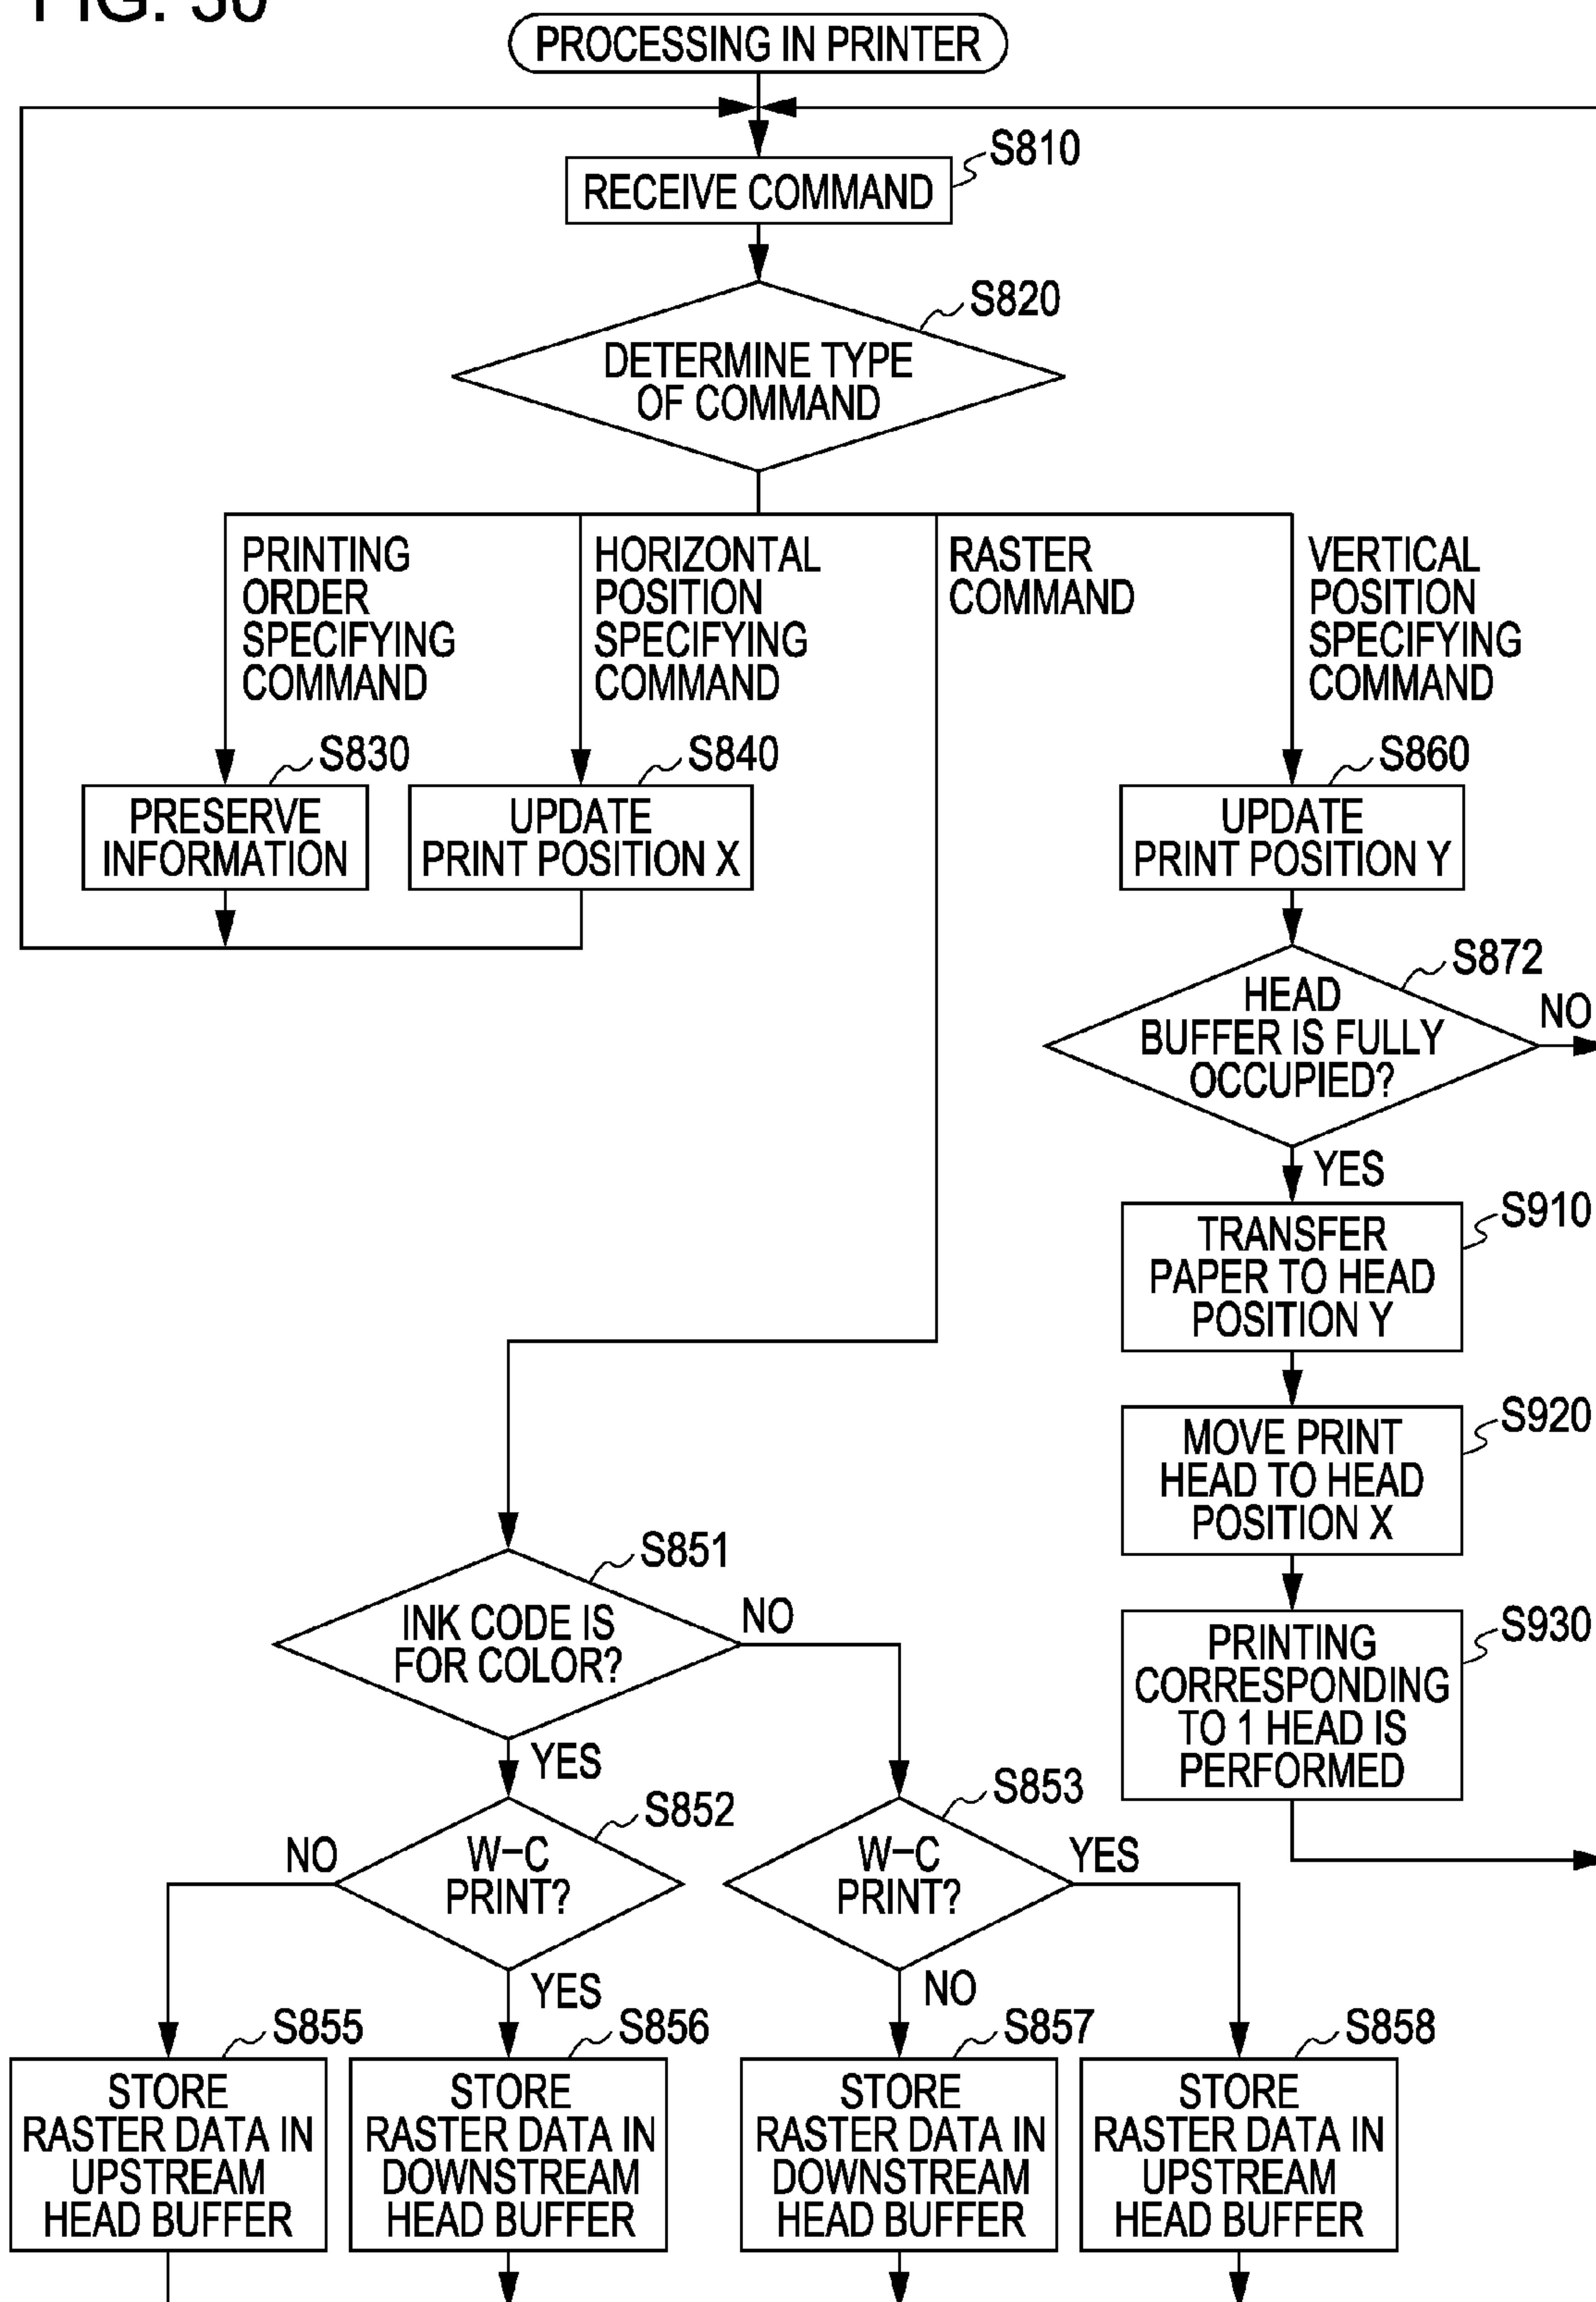 FIG. 30
PROCESSING IN PRINTER
S810
RECEIVE COMMAND
S820
DETERMINE TYPE
OF COMMAND
PRINTING
ORDER
SPECIFYING
COMMAND
HORIZONTAL
POSITION
SPECIFYING
COMMAND
RASTER
COMMAND
VERTICAL
POSITION
SPECIFYING
COMMAND
S830
PRESERVE
INFORMATION
S840
UPDATE
PRINT POSITION X
S860
UPDATE
PRINT POSITION Y
S872
HEAD
BUFFER IS FULLY
OCCUPIED?
NO
YES
S910
TRANSFER
PAPER TO HEAD
POSITION Y
S920
MOVE PRINT
HEAD TO HEAD
POSITION X
S930
PRINTING
CORRESPONDING
TO 1 HEAD IS
PERFORMED
S851
INK CODE IS
FOR COLOR?
NO
YES
S852
W-C
PRINT?
NO
YES
S853
W-C
PRINT?
YES
NO
S855
STORE
RASTER DATA IN
UPSTREAM
HEAD BUFFER
S856
STORE
RASTER DATA IN
DOWNSTREAM
HEAD BUFFER
S857
STORE
RASTER DATA IN
DOWNSTREAM
HEAD BUFFER
S858
STORE
RASTER DATA IN
UPSTREAM
HEAD BUFFER